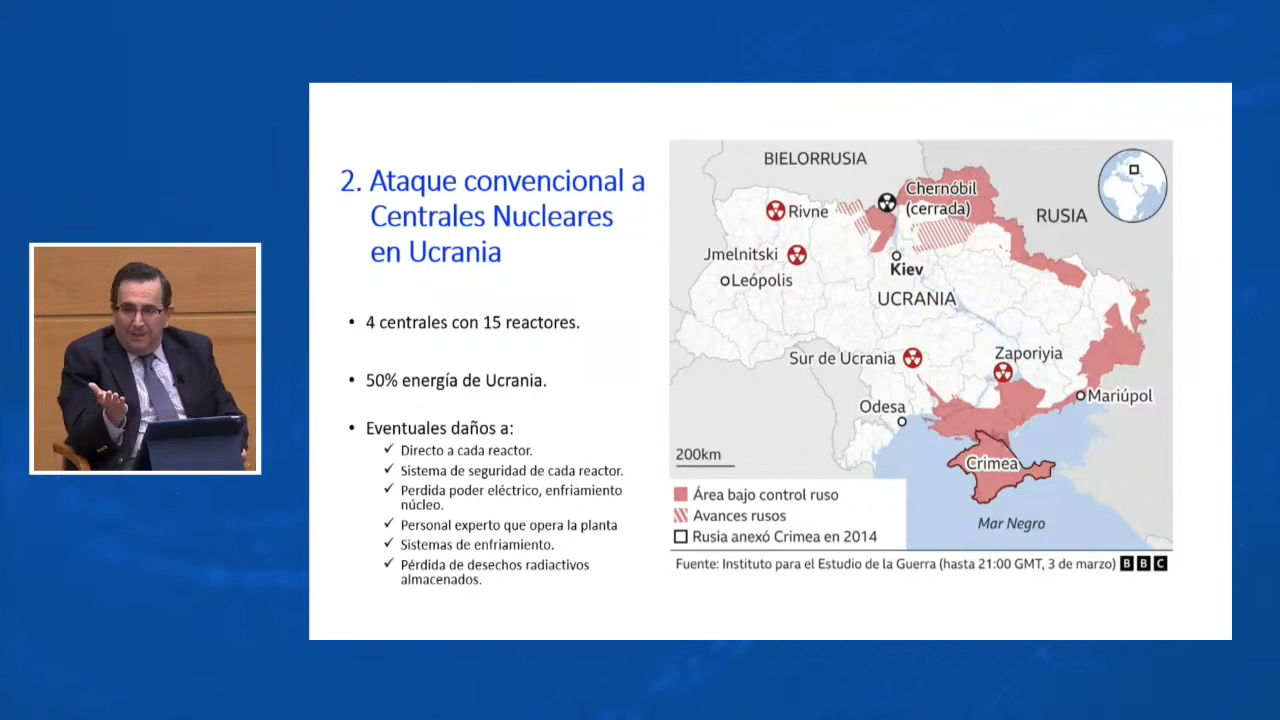 2. Ataque convencional a
Centrales Nucleares
en Ucrania
• 4 centrales con 15 reactores.
• 50% energía de Ucrania.
• Eventuales daños a:
✓ Directo a cada reactor.
✓ Sistema de seguridad de cada reactor.
✓ Perdida poder eléctrico, enfriamiento
núcleo.
✓ Personal experto que opera la planta
✓ Sistemas de enfriamiento.
✓ Pérdida de desechos radiactivos
almacenados.
BIELORRUSIA
Chernóbil
(cerrada)
Rivne
RUSIA
Jmelnitski
Kiev
Leópolis
UCRANIA
Sur de Ucrania
Zaporiyia
Mariúpol
Odesa
200km
Crimea
Área bajo control ruso
Avances rusos
Mar Negro
Rusia anexó Crimea en 2014
Fuente: Instituto para el Estudio de la Guerra (hasta 21:00 GMT, 3 de marzo) BBC